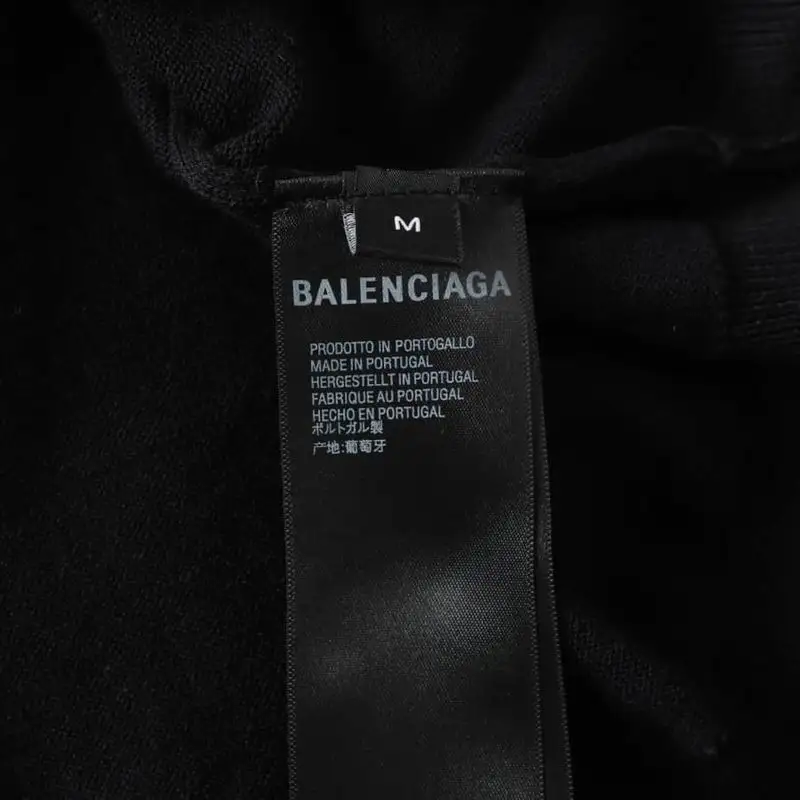 M
BALENCIAGA
PRODOTTO IN PORTOGALLO
MADE IN PORTUGAL
HERGESTELLT IN PORTUGAL
FABRIQUE AU PORTUGAL
HECHO EN PORTUGAL
ポルトガル製
产地:葡萄牙